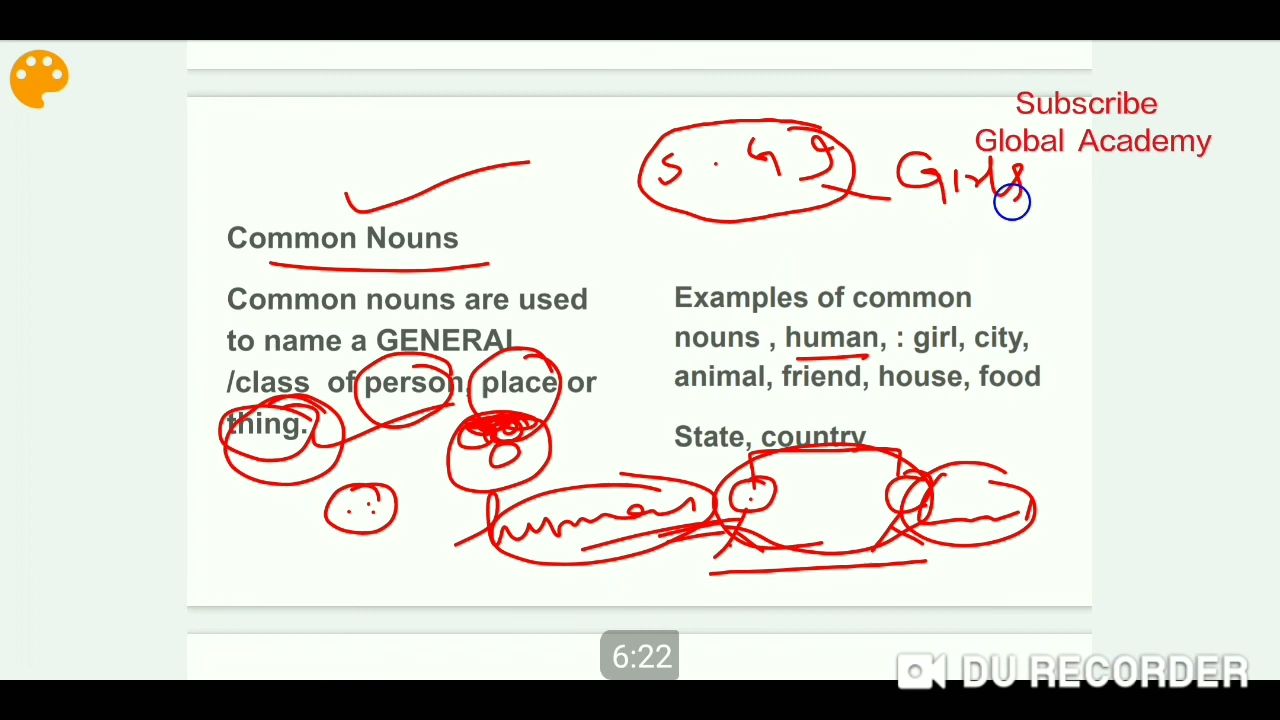 Subscribe
Global Academy
Girls
Common Nouns
Common nouns are used
to name a GENERAL
/class of person, place or
thing.
Examples of common
nouns , human, : girl, city,
animal, friend, house, food
State, country
human
6:22
DU RECORDER